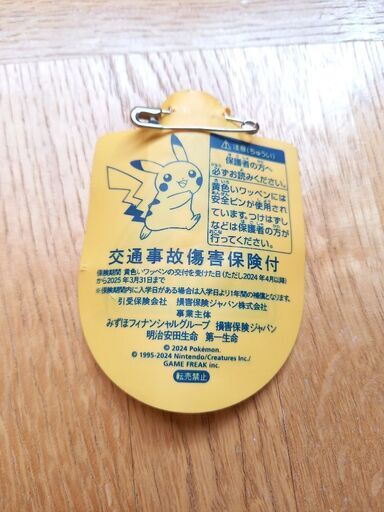 ⚠注意(ちゅうい)
保護者の方へ
必ずお読みください。
黄色いワッペンには
安全ピンが使用され
ています。つけはずし
などは保護者の方が
行ってください。
交通事故傷害保険付
保険期間 黄色いワッペンの交付を受けた日(ただし2024年4月以降)
から2025年3月31日まで
※保険期間内に入学日がある場合は入学日より1年間の補償となります。
引受保険会社 損害保険ジャパン株式会社
事業主体
みずほフィナンシャルグループ 損害保険ジャパン
明治安田生命 第一生命
© 2024 Pokémon.
© 1995-2024 Nintendo/Creatures Inc./
GAME FREAK inc.
転売禁止